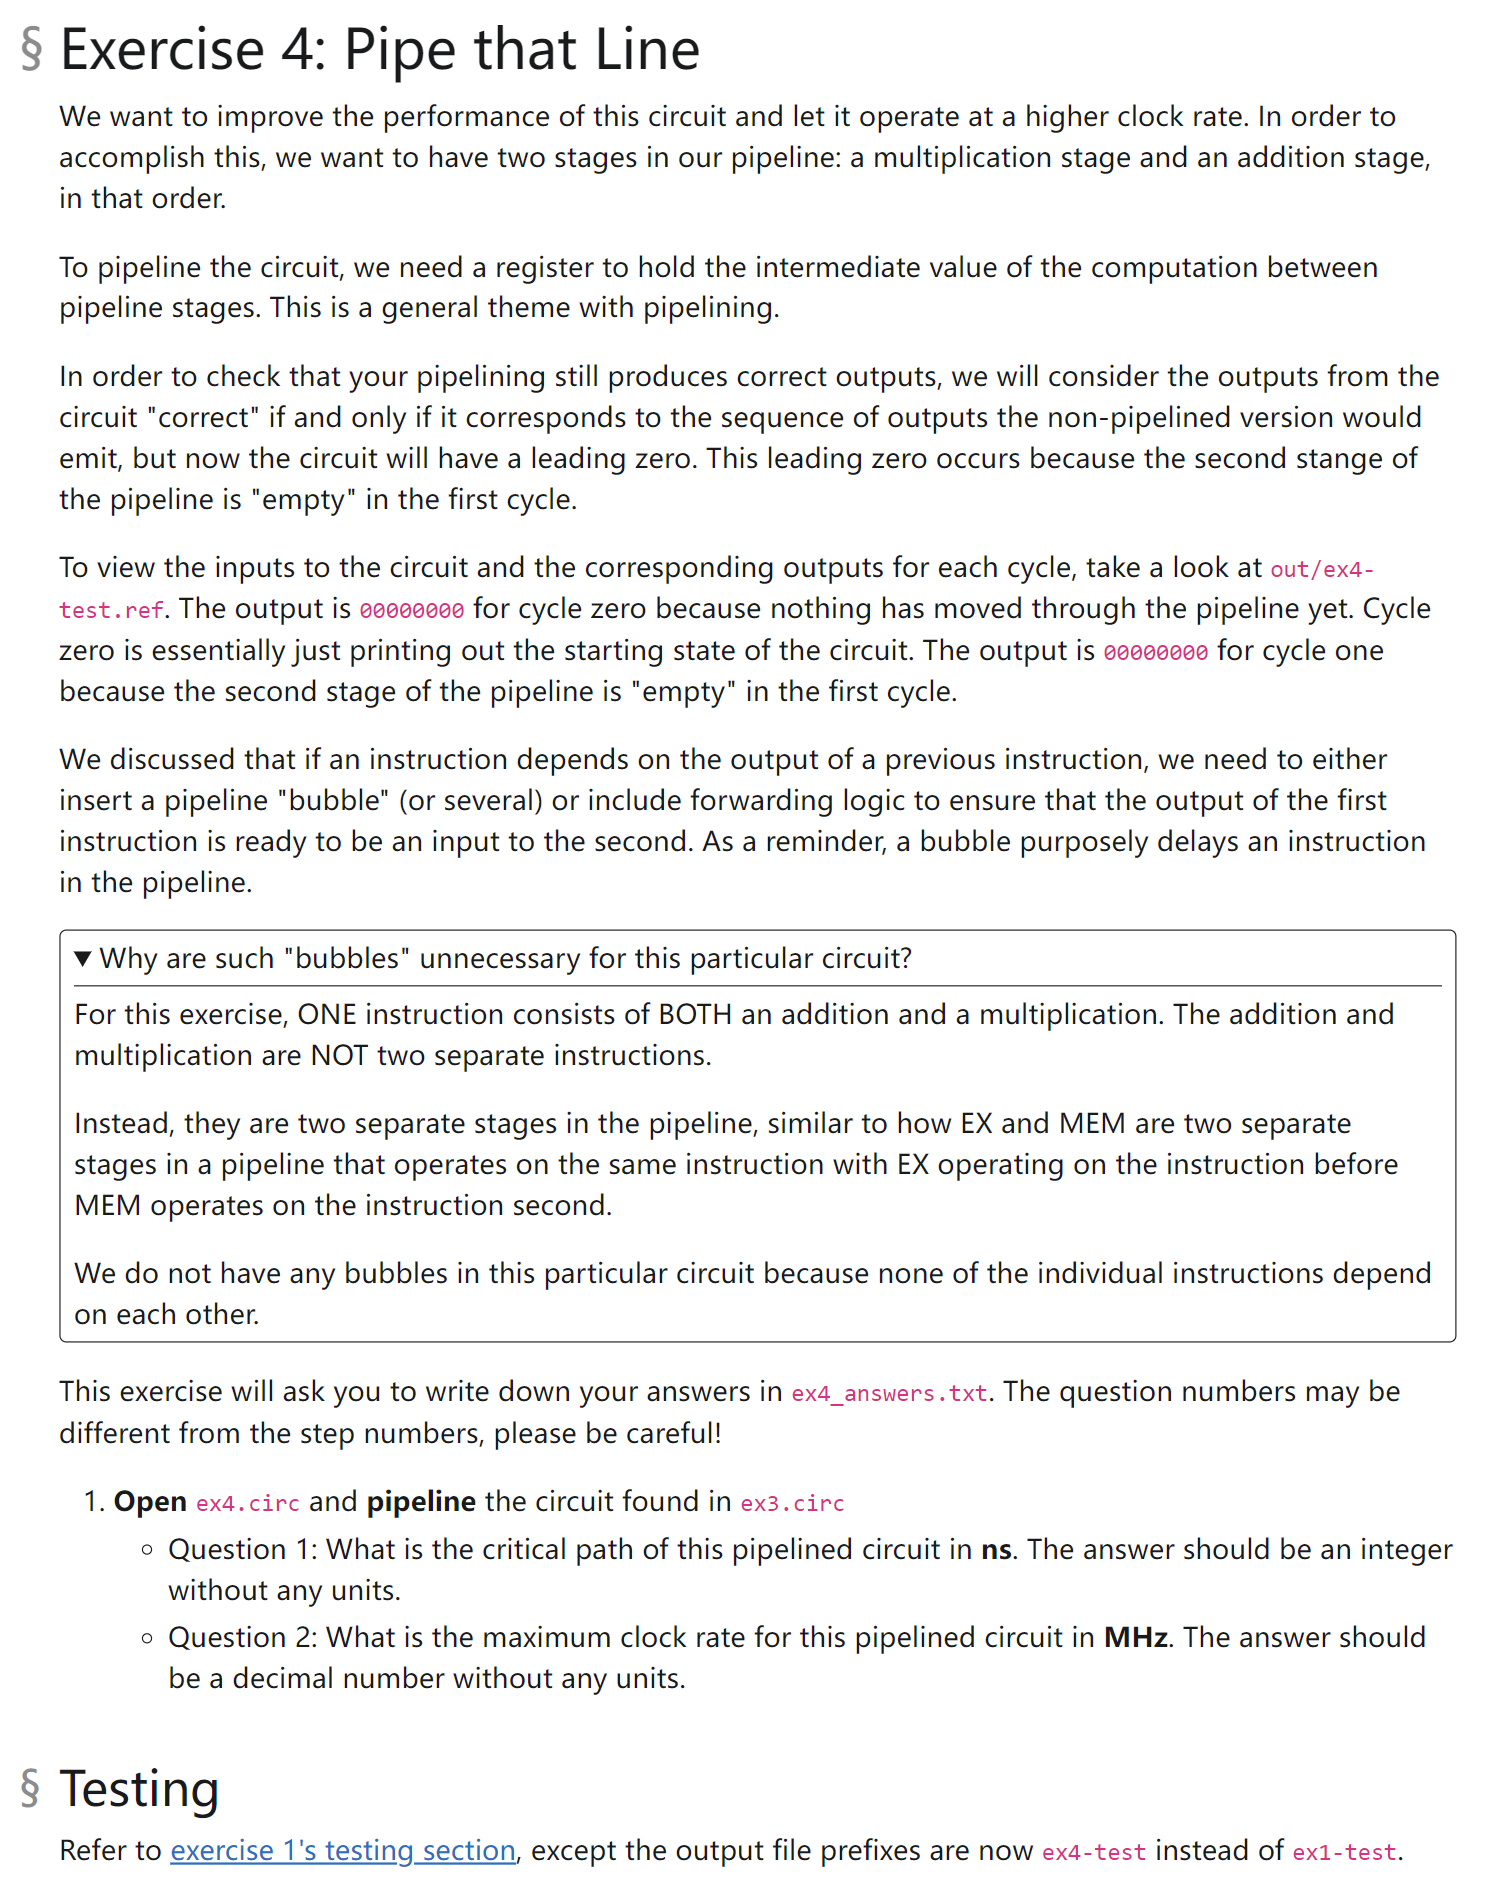 § Exercise 4: Pipe that Line
We want to improve the performance of this circuit and let it operate at a higher clock rate. In order to
accomplish this, we want to have two stages in our pipeline: a multiplication stage and an addition stage,
in that order.
To pipeline the circuit, we need a register to hold the intermediate value of the computation between
pipeline stages. This is a general theme with pipelining.
In order to check that your pipelining still produces correct outputs, we will consider the outputs from the
circuit "correct" if and only if it corresponds to the sequence of outputs the non-pipelined version would
emit, but now the circuit will have a leading zero. This leading zero occurs because the second stange of
the pipeline is "empty" in the first cycle.
To view the inputs to the circuit and the corresponding outputs for each cycle, take a look at out/ex4-
test.ref. The output is 00000000 for cycle zero because nothing has moved through the pipeline yet. Cycle
zero is essentially just printing out the starting state of the circuit. The output is 00000000 for cycle one
because the second stage of the pipeline is "empty" in the first cycle.
We discussed that if an instruction depends on the output of a previous instruction, we need to either
insert a pipeline "bubble" (or several) or include forwarding logic to ensure that the output of the first
instruction is ready to be an input to the second. As a reminder, a bubble purposely delays an instruction
in the pipeline.
▼ Why are such "bubbles" unnecessary for this particular circuit?
For this exercise, ONE instruction consists of BOTH an addition and a multiplication. The addition and
multiplication are NOT two separate instructions.
Instead, they are two separate stages in the pipeline, similar to how EX and MEM are two separate
stages in a pipeline that operates on the same instruction with EX operating on the instruction before
MEM operates on the instruction second.
We do not have any bubbles in this particular circuit because none of the individual instructions depend
on each other.
This exercise will ask you to write down your answers in ex4_answers.txt. The question numbers may be
different from the step numbers, please be careful!
1. Open ex4.circ and pipeline the circuit found in ex3.circ
◦ Question 1: What is the critical path of this pipelined circuit in ns. The answer should be an integer
without any units.
◦ Question 2: What is the maximum clock rate for this pipelined circuit in MHz. The answer should
be a decimal number without any units.
§ Testing
Refer to exercise 1's testing section, except the output file prefixes are now ex4-test instead of ex1-test.